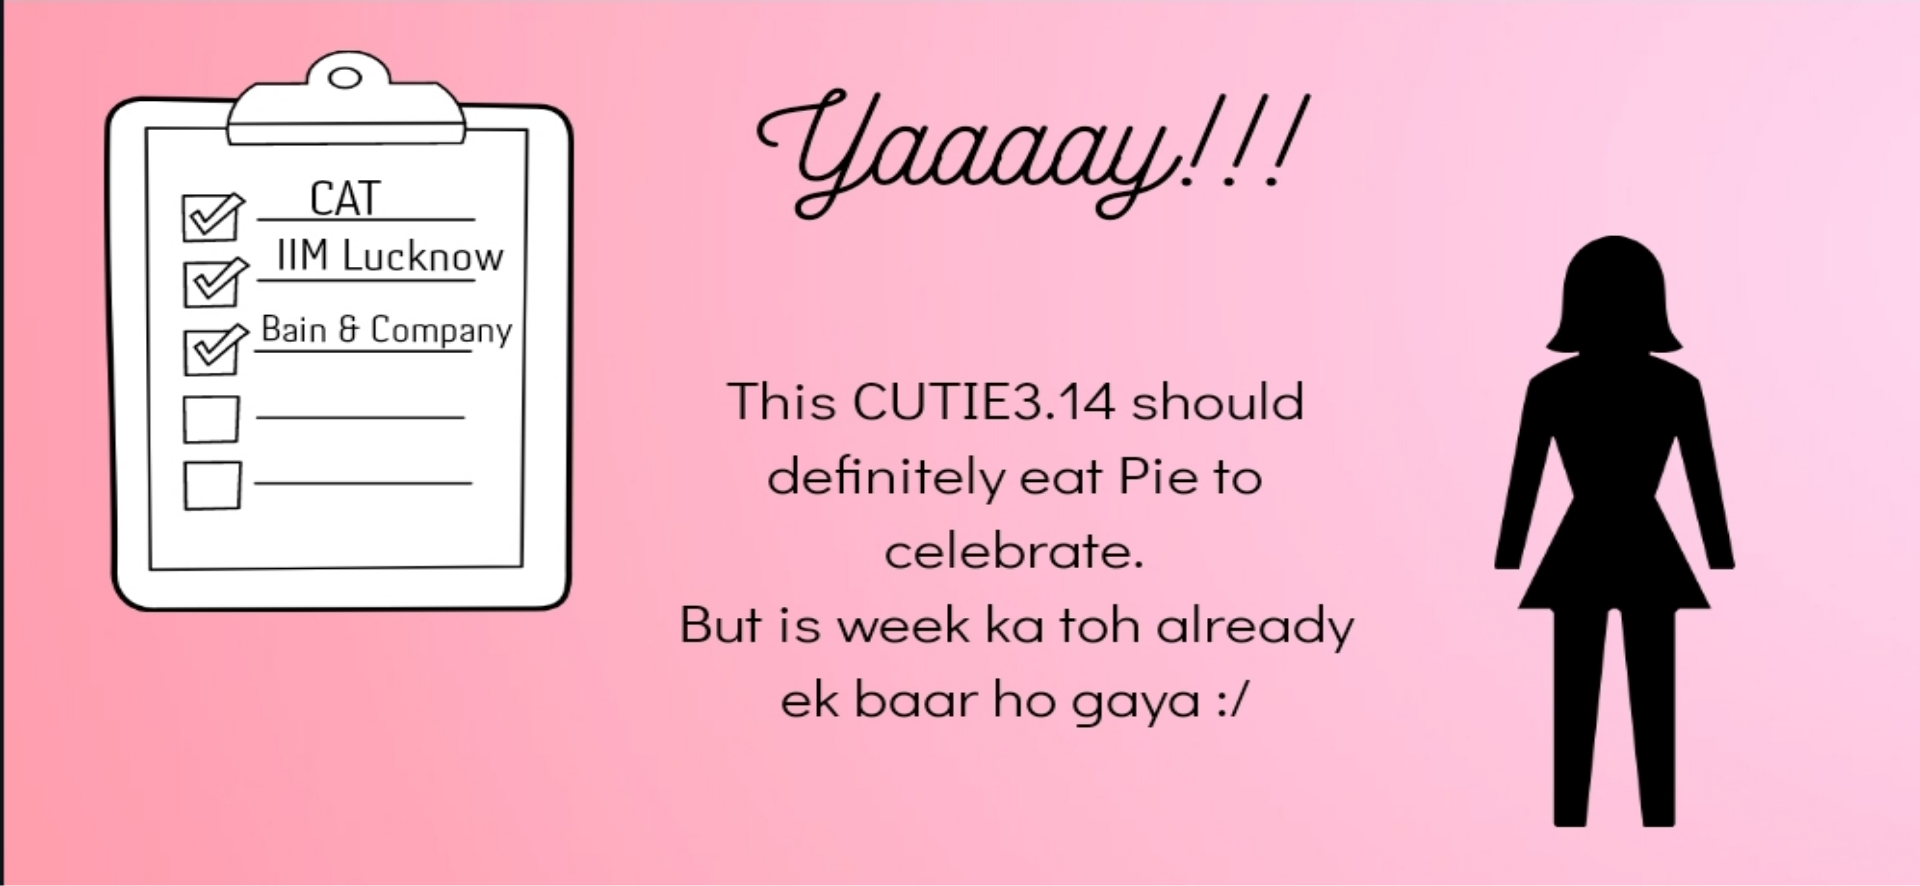 CAT
IIM Lucknow
Bain & Company
Yaaaay!!!
This CUTIE3.14 should
definitely eat Pie to
celebrate.
But is week ka toh already
ek baar ho gaya :/